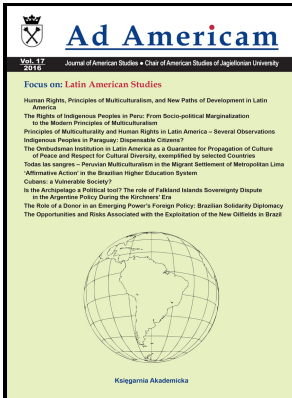 Ad Americam
Vol. 17
2016
Journal of American Studies ● Chair of American Studies of Jagiellonian University
Focus on: Latin American Studies
Human Rights, Principles of Multiculturalism, and New Paths of Development in Latin
America
The Rights of Indigenous Peoples in Peru: From Socio-political Marginalization
to the Modern Principles of Multiculturalism
Principles of Multiculturality and Human Rights in Latin America – Several Observations
Indigenous Peoples in Paraguay: Dispensable Citizens?
The Ombudsman Institution in Latin America as a Guarantee for Propagation of Culture
of Peace and Respect for Cultural Diversity, exemplified by selected Countries
Todas las sangres – Peruvian Multiculturalism in the Migrant Settlement of Metropolitan Lima
‘Affirmative Action’ in the Brazilian Higher Education System
Cubans: a Vulnerable Society?
Is the Archipelago a Political tool? The role of Falkland Islands Sovereignty Dispute
in the Argentine Policy During the Kirchners’ Era
The Role of a Donor in an Emerging Power’s Foreign Policy: Brazilian Solidarity Diplomacy
The Opportunities and Risks Associated with the Exploitation of the New Oilfields in Brazil
Księgarnia Akademicka